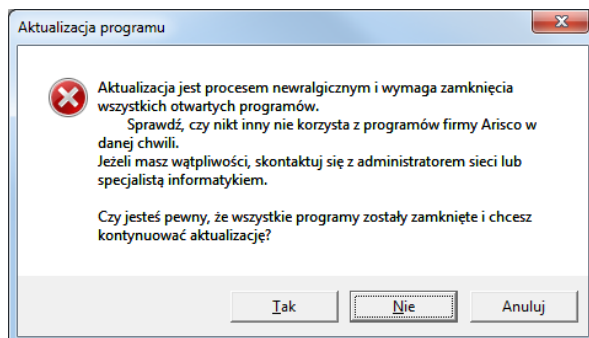 Aktualizacja programu
Aktualizacja jest procesem newralgicznym i wymaga zamknięcia
wszystkich otwartych programów.
Sprawdź, czy nikt inny nie korzysta z programów firmy Arisco w
danej chwili.
Jeżeli masz wątpliwości, skontaktuj się z administratorem sieci lub
specjalistą informatykiem.
Czy jesteś pewny, że wszystkie programy zostały zamknięte i chcesz
kontynuować aktualizację?
Tak Nie Anuluj